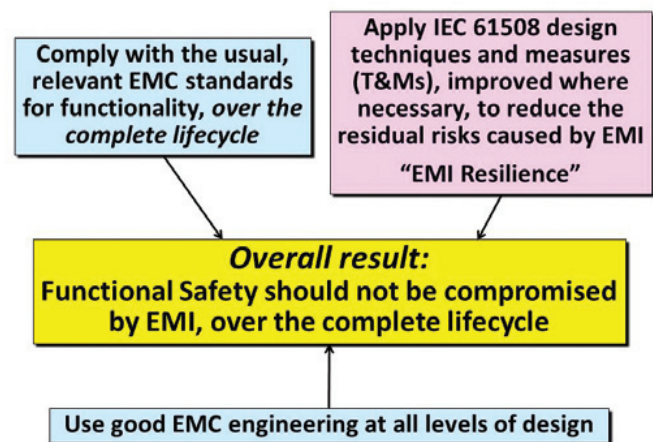 Comply with the usual,
relevant EMC standards
for functionality, over the
complete lifecycle
Apply IEC 61508 design
techniques and measures
(T&Ms), improved where
necessary, to reduce the
residual risks caused by EMI
“EMI Resilience”
Overall result:
Functional Safety should not be compromised
by EMI, over the complete lifecycle
Use good EMC engineering at all levels of design